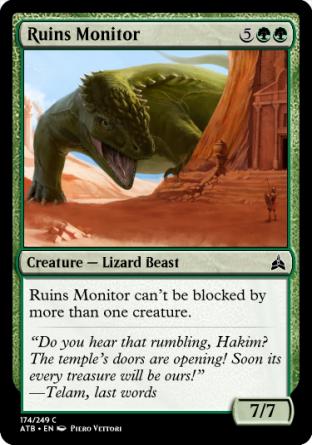 Ruins Monitor 5
Creature — Lizard Beast
Ruins Monitor can't be blocked by
more than one creature.
“Do you hear that rumbling, Hakim?
The temple's doors are opening! Soon its
every treasure will be ours!”
—Telam, last words
7/7
174/249 C
ATB • EN Piero Vettori